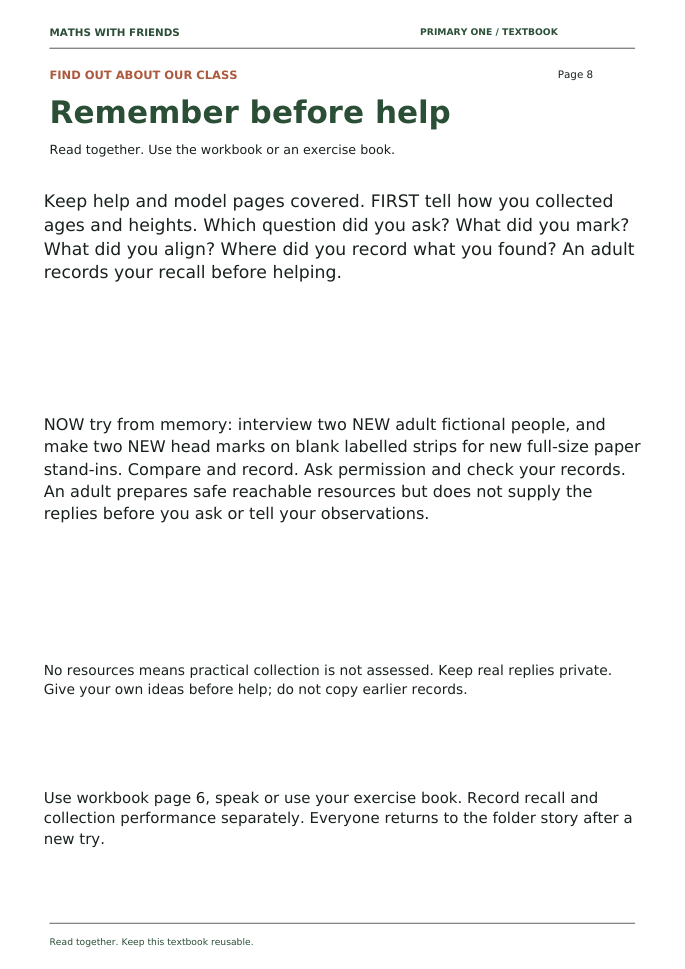 MATHS WITH FRIENDS
PRIMARY ONE / TEXTBOOK
FIND OUT ABOUT OUR CLASS
Page 8
Remember before help
Read together. Use the workbook or an exercise book.
Keep help and model pages covered. FIRST tell how you collected
ages and heights. Which question did you ask? What did you mark?
What did you align? Where did you record what you found? An adult
records your recall before helping.
NOW try from memory: interview two NEW adult fictional people, and
make two NEW head marks on blank labelled strips for new full-size paper
stand-ins. Compare and record. Ask permission and check your records.
An adult prepares safe reachable resources but does not supply the
replies before you ask or tell your observations.
No resources means practical collection is not assessed. Keep real replies private.
Give your own ideas before help; do not copy earlier records.
Use workbook page 6, speak or use your exercise book. Record recall and
collection performance separately. Everyone returns to the folder story after a
new try.
Read together. Keep this textbook reusable.